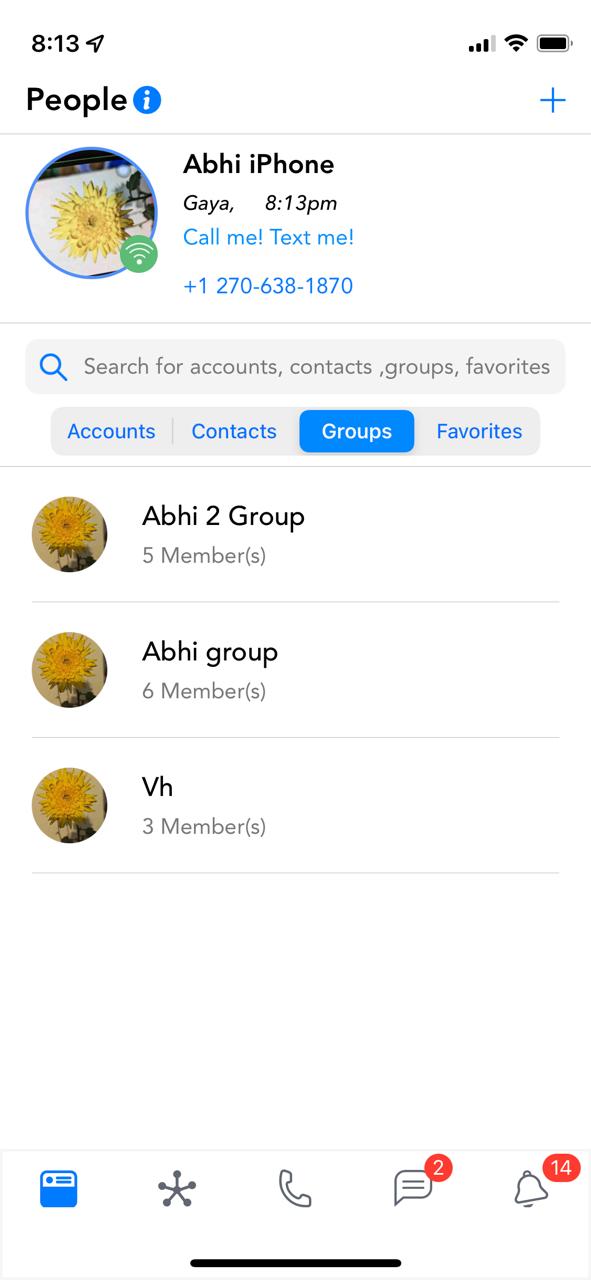 8:13
People
Abhi iPhone
Gaya, 8:13pm
Call me! Text me!
+1 270-638-1870
Search for accounts, contacts ,groups, favorites
Accounts Contacts Groups Favorites
Abhi 2 Group
5 Member(s)
Abhi group
6 Member(s)
Vh
3 Member(s)
2 14